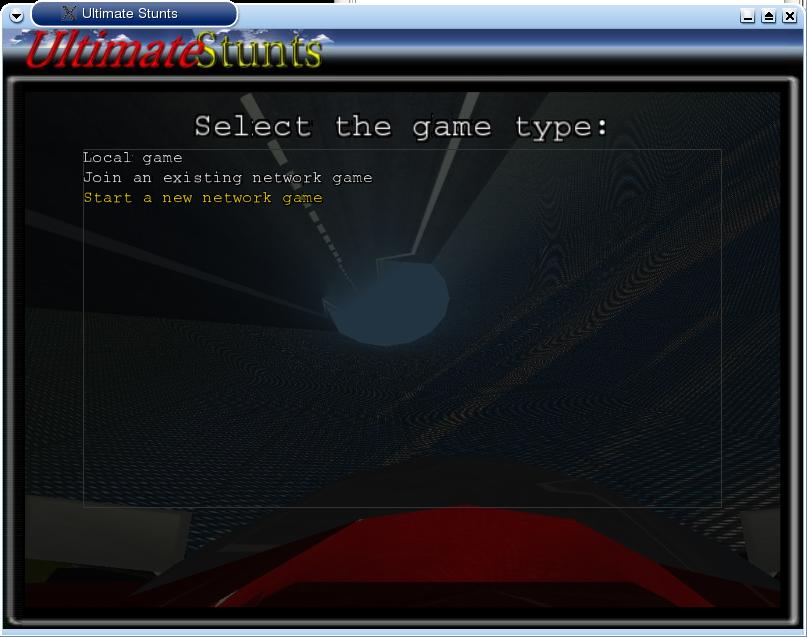 Ultimate Stunts
UltimateStunts
Select the game type:
Local game
Join an existing network game
Start a new network game